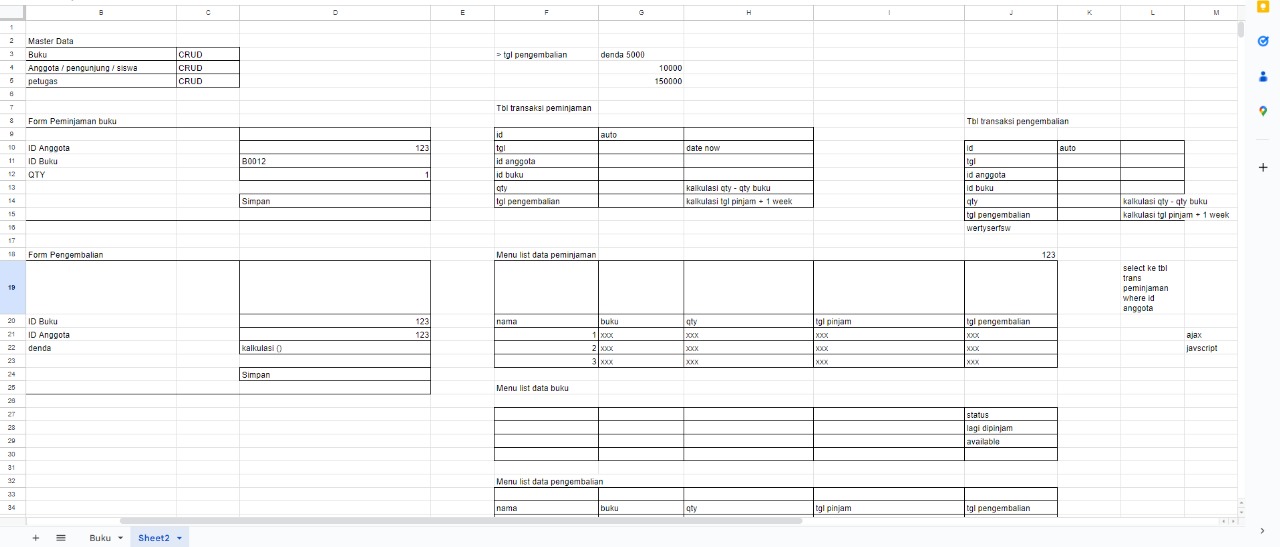 B C D E F G H I J K L M
1
2 Master Data
3 Buku CRUD > tgl pengembalian denda 5000
4 Anggota / pengunjung / siswa CRUD 10000
5 petugas CRUD 150000
6
7 Tbl transaksi peminjaman
8 Form Peminjaman buku Tbl transaksi pengembalian
9 id auto
10 ID Anggota 123 tgl date now id auto
11 ID Buku B0012 id anggota tgl
12 QTY 1 id buku id anggota
13 qty kalkulasi qty - qty buku id buku
14 Simpan tgl pengembalian kalkulasi tgl pinjam + 1 week qty kalkulasi qty - qty buku
15 tgl pengembalian kalkulasi tgl pinjam + 1 week
16 wertyserfsw
17
18 Form Pengembalian Menu list data peminjaman 123
19 select ke tbl
trans
peminjaman
where id
anggota
20 ID Buku 123 nama buku qty tgl pinjam tgl pengembalian
21 ID Anggota 123 1 xxx xxx xxx xxx ajax
22 denda kalkulasi () 2 xxx xxx xxx xxx javscript
23 3 xxx xxx xxx xxx
24 Simpan
25 Menu list data buku
26
27 status
28 lagi dipinjam
29 available
30
31
32 Menu list data pengembalian
33
34 nama buku qty tgl pinjam tgl pengembalian
Buku Sheet2